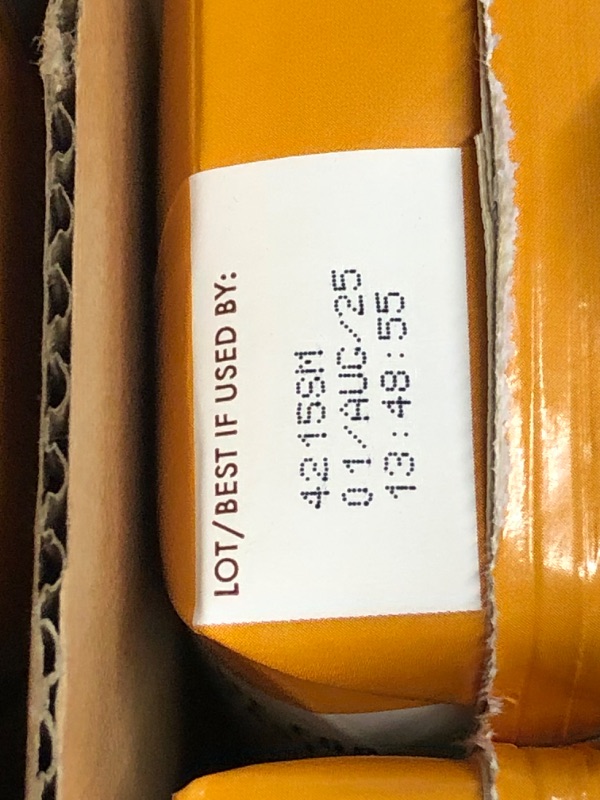 LOT/BEST IF USED BY:
4215SM
01/AUG/25
13:48:55